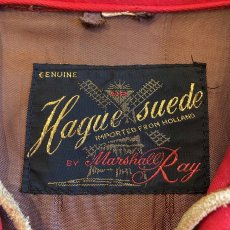 GENUINE
Hague suede
IMPORTED FROM HOLLAND
BY Marshall
Ray